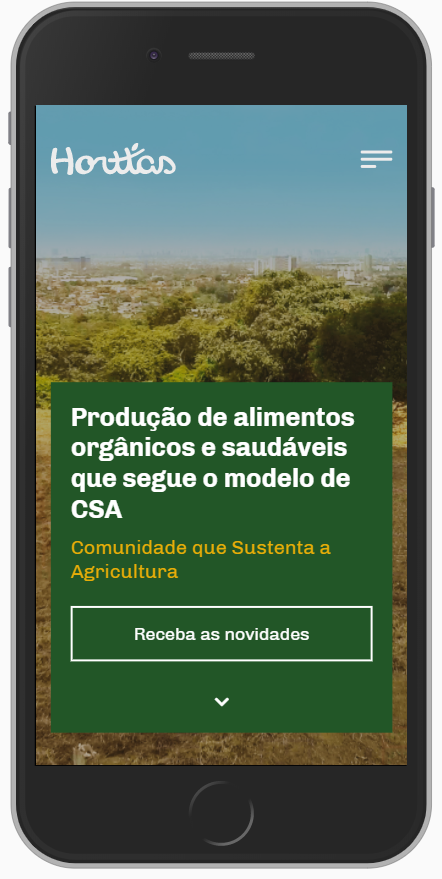 Horttas
Produção de alimentos
orgânicos e saudáveis
que segue o modelo de
CSA
Comunidade que Sustenta a
Agricultura
Receba as novidades